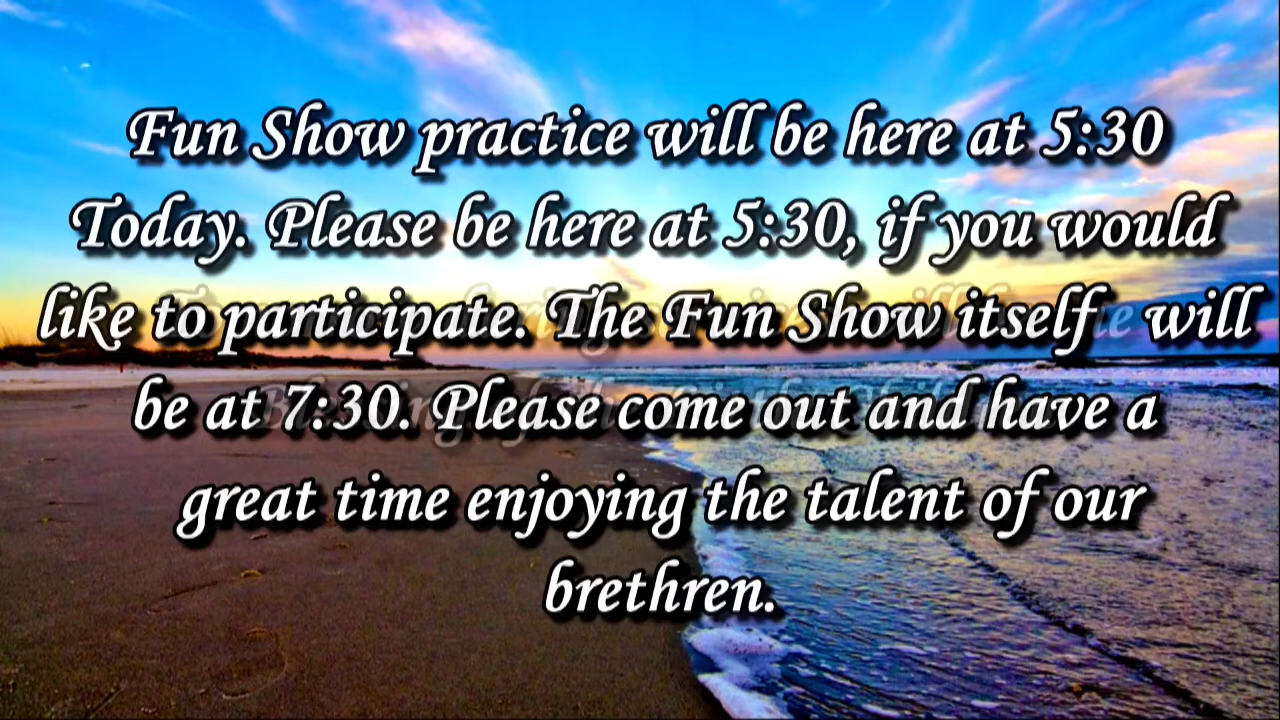 Fun Show practice will be here at 5:30
Today. Please be here at 5:30, if you would
like to participate. The Fun Show itself will
be at 7:30. Please come out and have a
great time enjoying the talent of our
brethren.